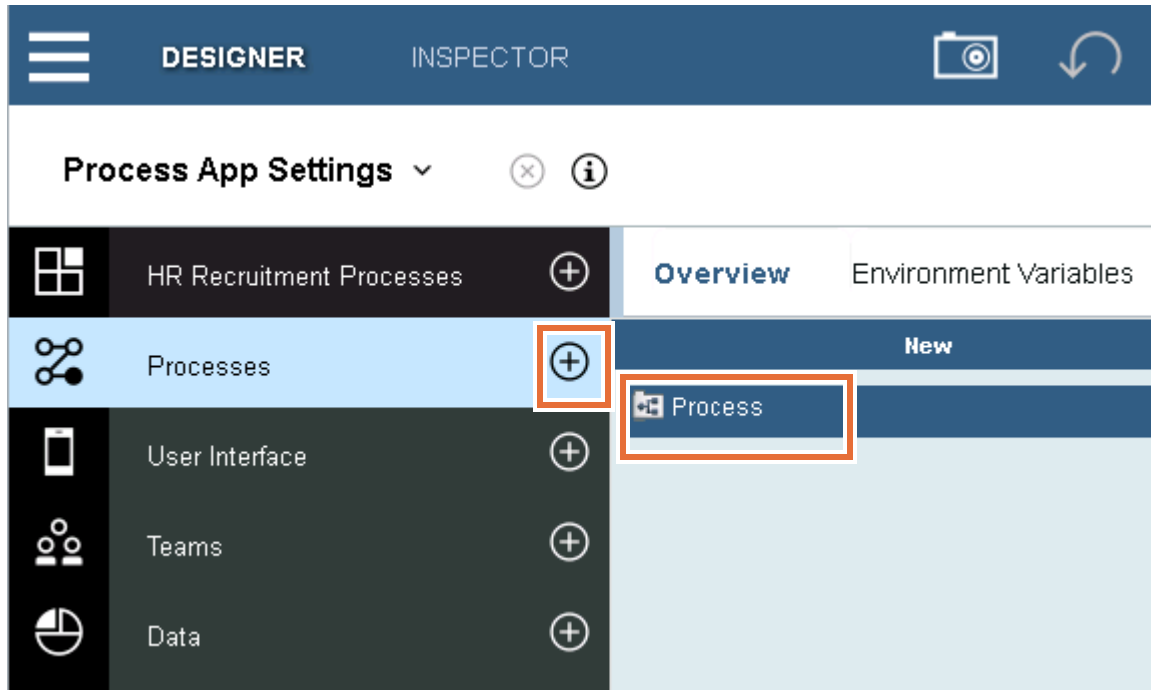 DESIGNER INSPECTOR
Process App Settings
HR Recruitment Processes
Overview Environment Variables
Processes
New
Process
User Interface
Teams
Data